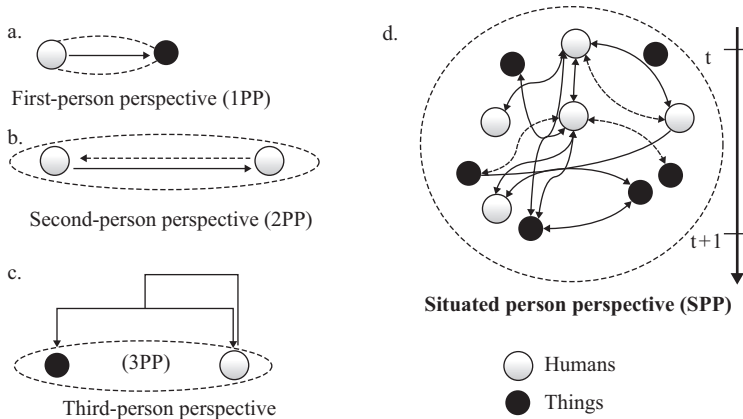 a.
First-person perspective (1PP)
b.
Second-person perspective (2PP)
c.
(3PP)
Third-person perspective
d.
t
t+1
Situated person perspective (SPP)
Humans
Things